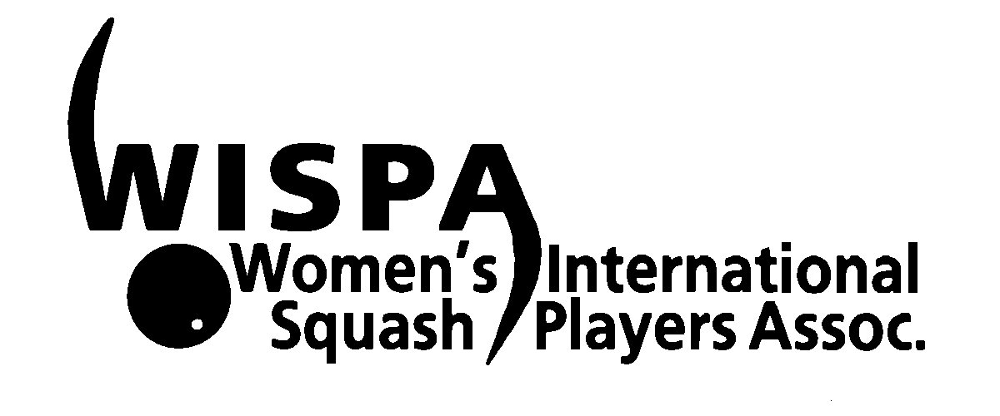 WISPA
Women's International
Squash Players Assoc.